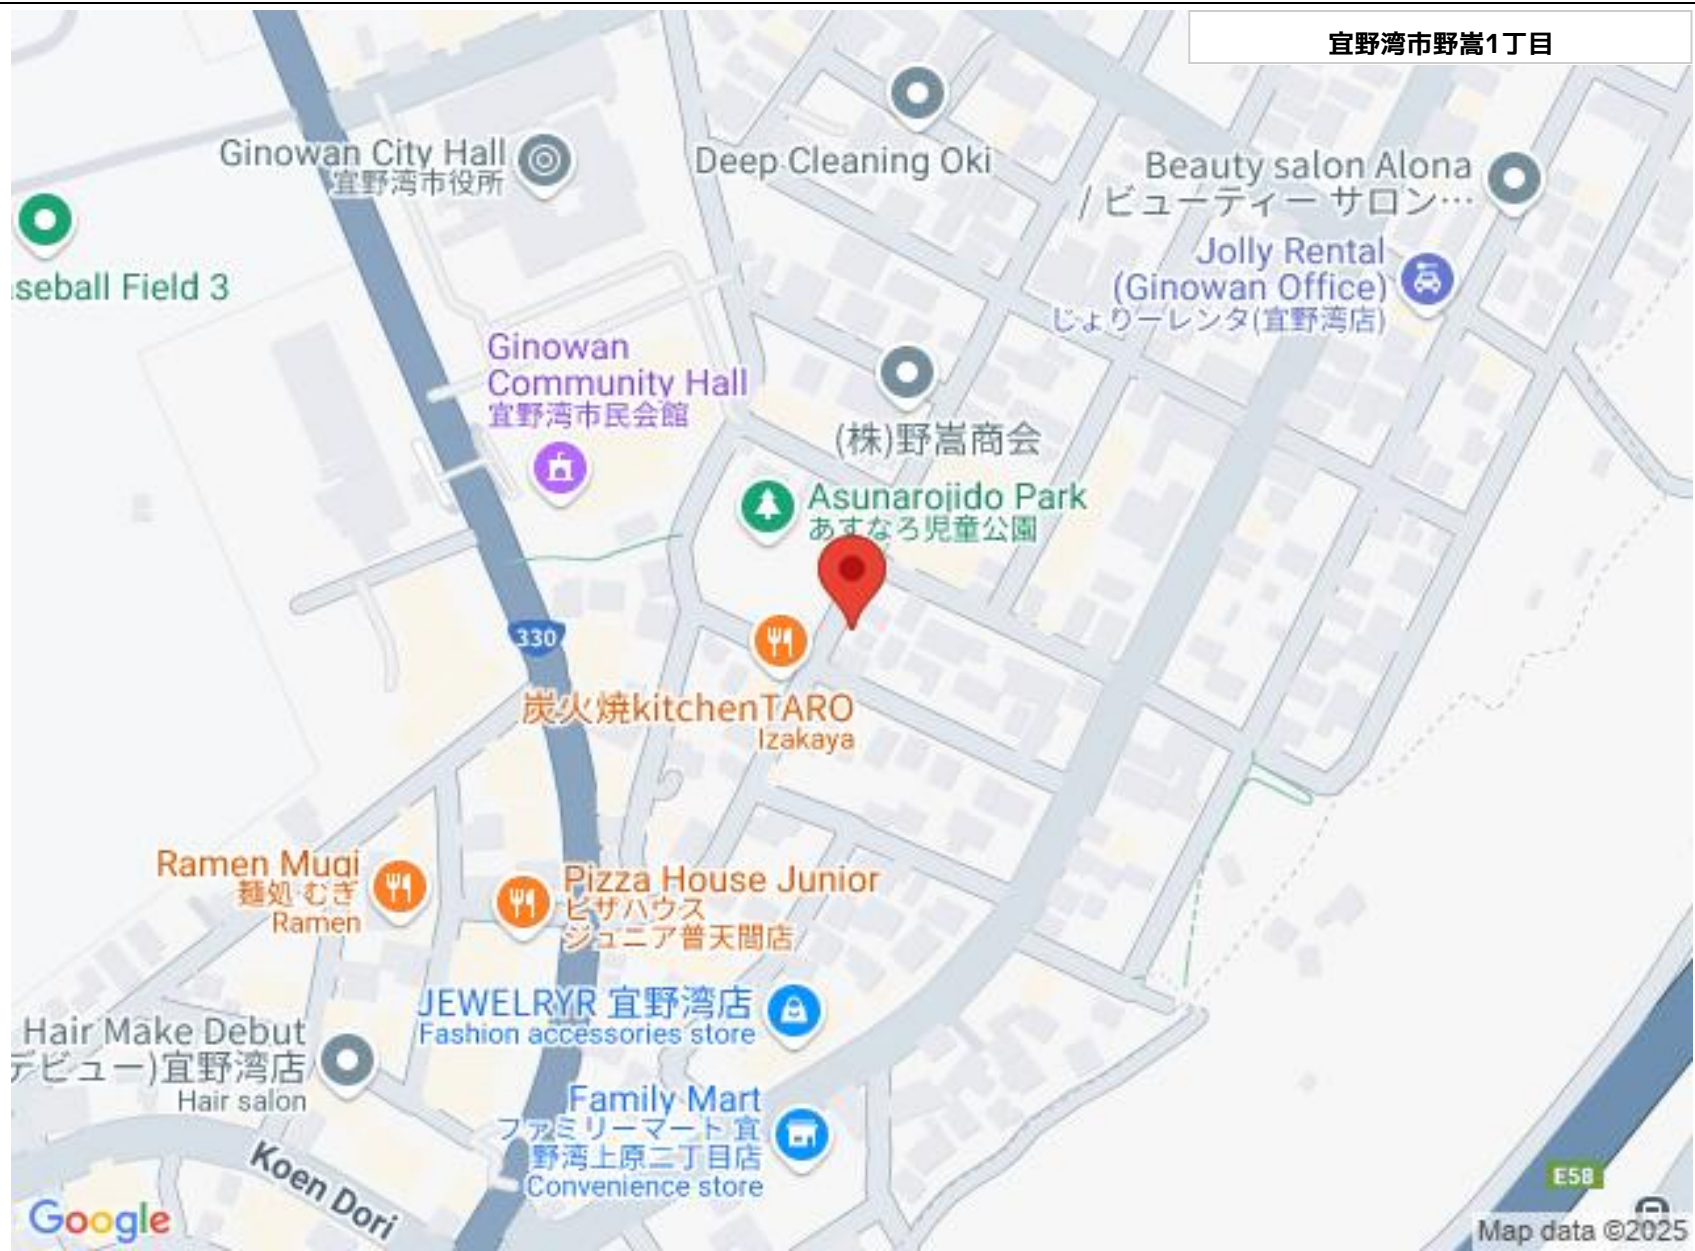 宜野湾市野嵩1丁目
Ginowan City Hall
宜野湾市役所
Deep Cleaning Oki
Beauty salon Alona
/ ビューティー サロン…
Jolly Rental
(Ginowan Office)
じょりーレンタ(宜野湾店)
seball Field 3
Ginowan
Community Hall
宜野湾市民会館
(株)野嵩商会
Asunarojido Park
あすなろ児童公園
330
炭火焼kitchenTARO
Izakaya
Ramen Mugi
麺処 むぎ
Ramen
Pizza House Junior
ピザハウス
ジュニア普天間店
JEWELRYR 宜野湾店
Fashion accessories store
Hair Make Debut
デビュー)宜野湾店
Hair salon
Family Mart
ファミリーマート 宜
野湾上原二丁目店
Convenience store
Koen Dori
E58
Google
Map data ©2025